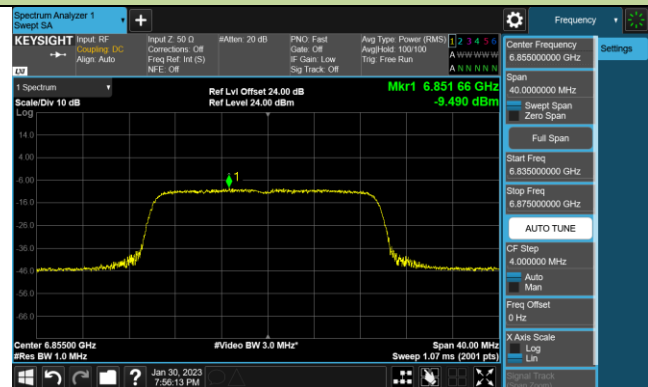 Spectrum Analyzer 1
Swept SA
Frequency
KEYSIGHT
Input: RF
Coupling: DC
Align: Auto
Input Z: 50 Ω
Corrections: Off
Freq Ref: Int (S)
NFE: Off
#Atten: 20 dB
PNO: Fast
Gate: Off
IF Gain: Low
Sig Track: Off
Avg Type: Power (RMS)
Avg|Hold: 100/100
Trig: Free Run
1 2 3 4 5 6
A W W W W W
A N N N N N
LXI
1 Spectrum
Scale/Div 10 dB
Log
Ref Lvl Offset 24.00 dB
Ref Level 24.00 dBm
Mkr1 6.851 66 GHz
-9.490 dBm
14.0
4.00
-6.00
-16.0
-26.0
-36.0
-46.0
-56.0
-66.0
1
Center 6.85500 GHz
#Res BW 1.0 MHz
#Video BW 3.0 MHz*
Span 40.00 MHz
Sweep 1.07 ms (2001 pts)
Jan 30, 2023
7:56:13 PM
Center Frequency
6.855000000 GHz
Settings
Span
40.0000000 MHz
Swept Span
Zero Span
Full Span
Start Freq
6.835000000 GHz
Stop Freq
6.875000000 GHz
AUTO TUNE
CF Step
4.000000 MHz
Auto
Man
Freq Offset
0 Hz
X Axis Scale
Log
Lin
Signal Track
(Span Zoom)